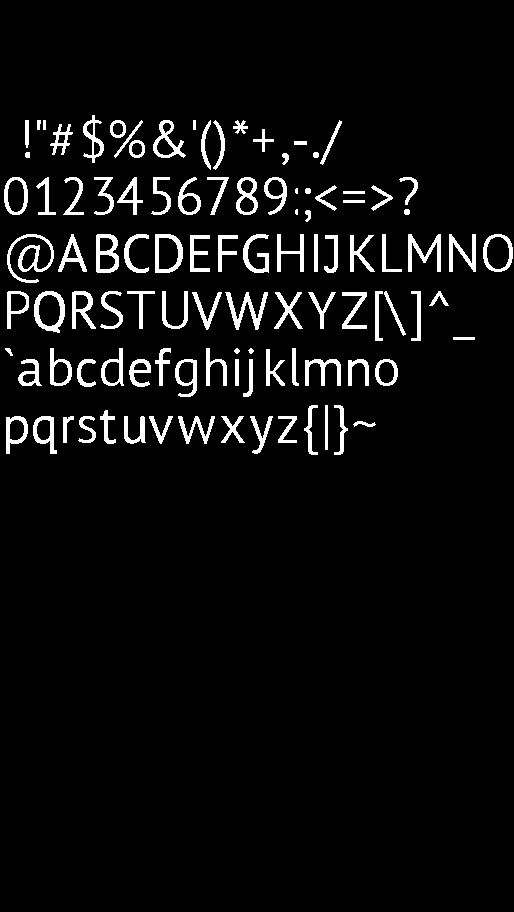 !"#$%&'()*+,-./
0123456789:;<=>?
@ABCDEFGHIJKLMNO
PQRSTUVWXYZ[\]^_
`abcdefghijklmno
pqrstuvwxyz{|}~